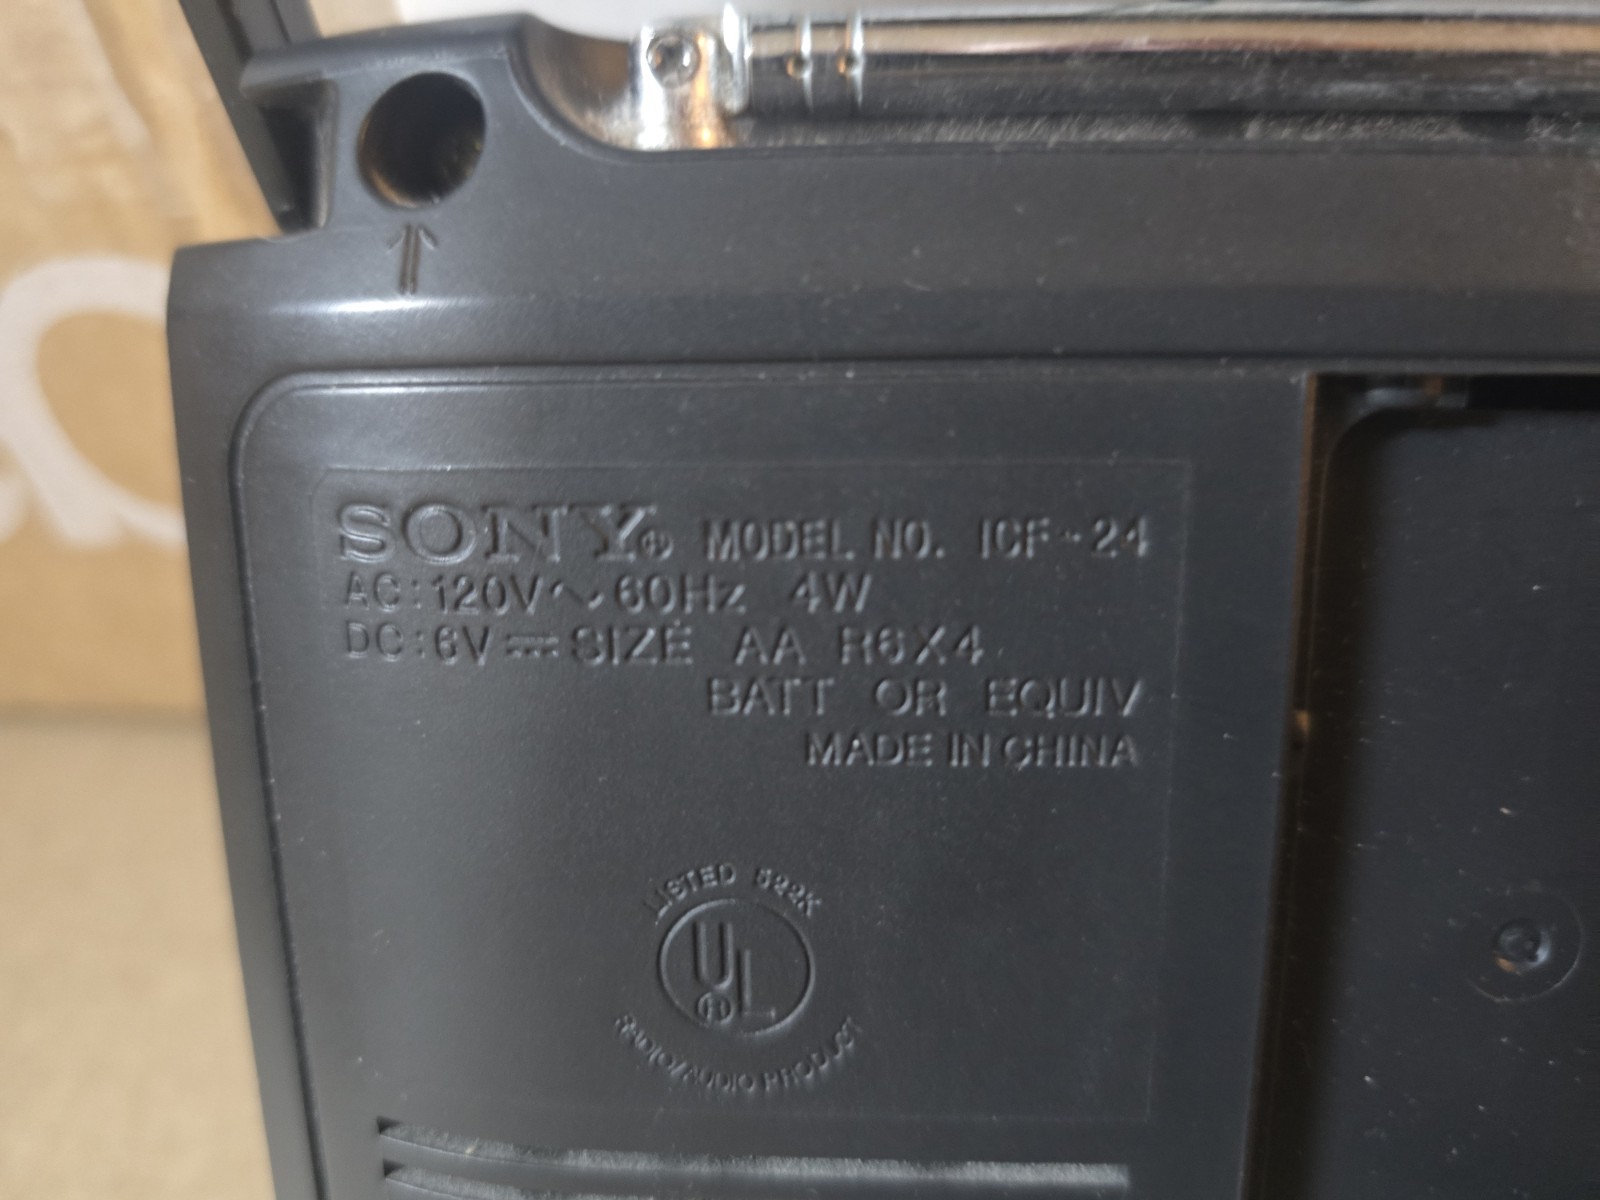 SONY® MODEL NO. ICF-24
AC:120V～60Hz 4W
DC:6V⎓SIZE AA R6X4
BATT OR EQUIV
MADE IN CHINA
LISTED 522K
UL
RADIO/AUDIO PRODUCT